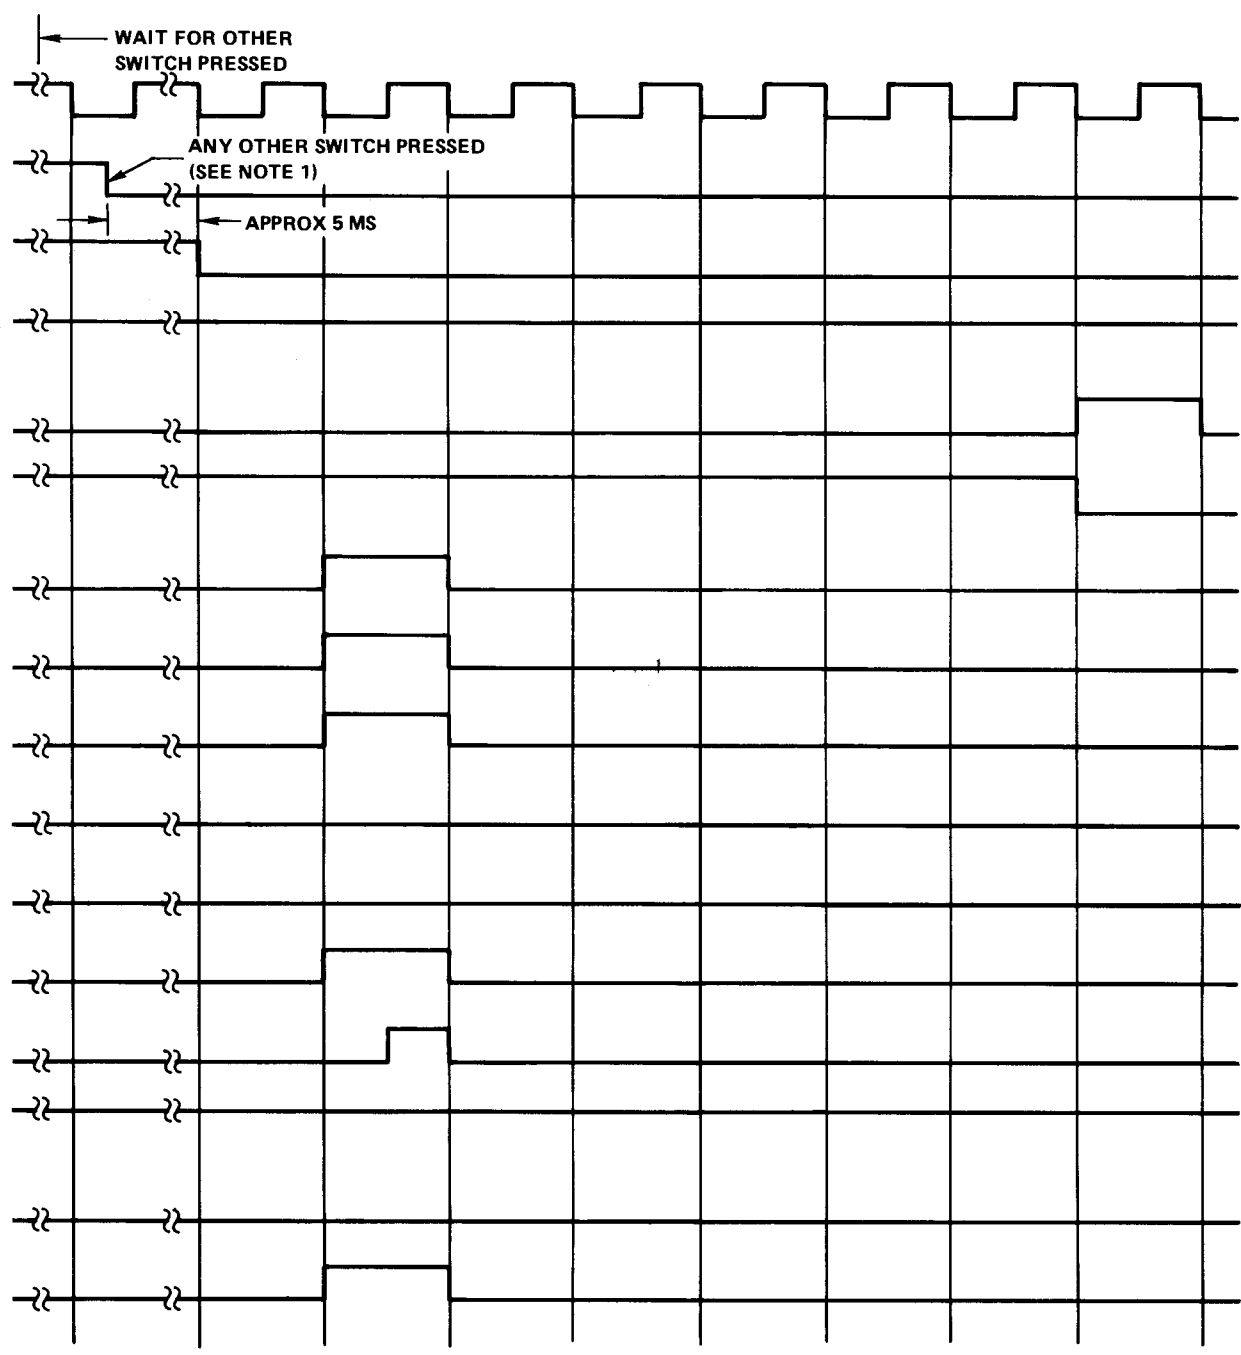 WAIT FOR OTHER
SWITCH PRESSED
ANY OTHER SWITCH PRESSED
(SEE NOTE 1)
APPROX 5 MS